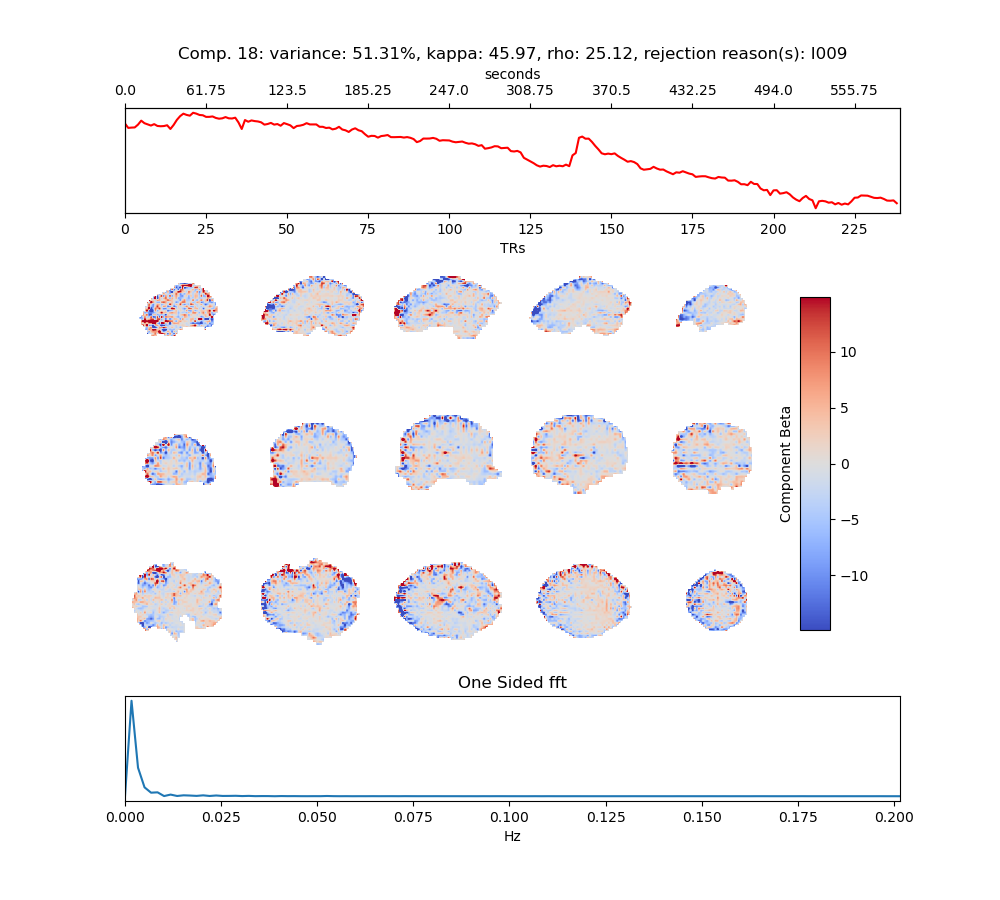 Comp. 18: variance: 51.31%, kappa: 45.97, rho: 25.12, rejection reason(s): I009
seconds
0.0 61.75 123.5 185.25 247.0 308.75 370.5 432.25 494.0 555.75
0 25 50 75 100 125 150 175 200 225
TRs
10
5
0
−5
−10
Component Beta
One Sided fft
0.000 0.025 0.050 0.075 0.100 0.125 0.150 0.175 0.200
Hz